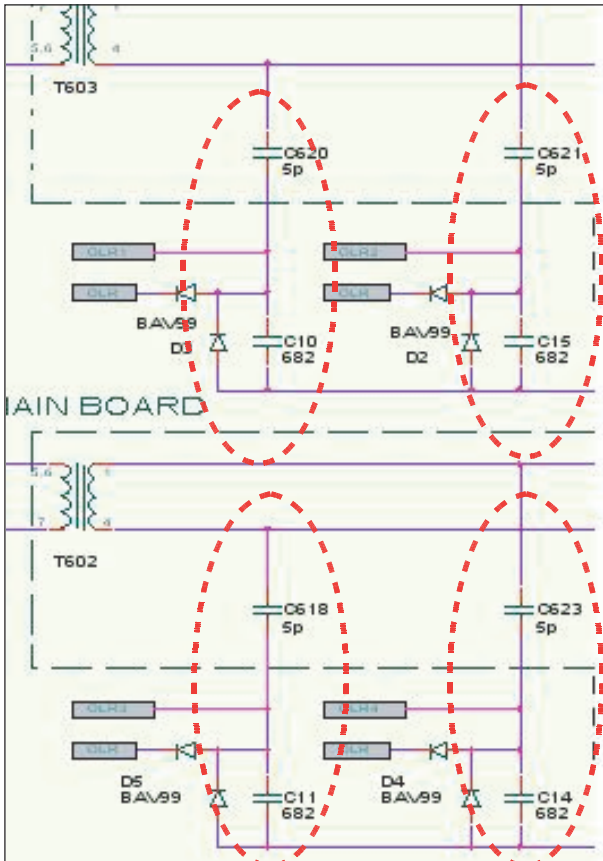 5,6
4
T603
C620
5p
C621
5p
OLR1
OLR2
OLR
OLR
BAV99
D3
C10
682
BAV99
D2
C15
682
MAIN BOARD
5,6
1
7
4
T602
C618
5p
C623
5p
OLR3
OLR4
OLR
OLR
D5
BAV99
C11
682
D4
BAV99
C14
682